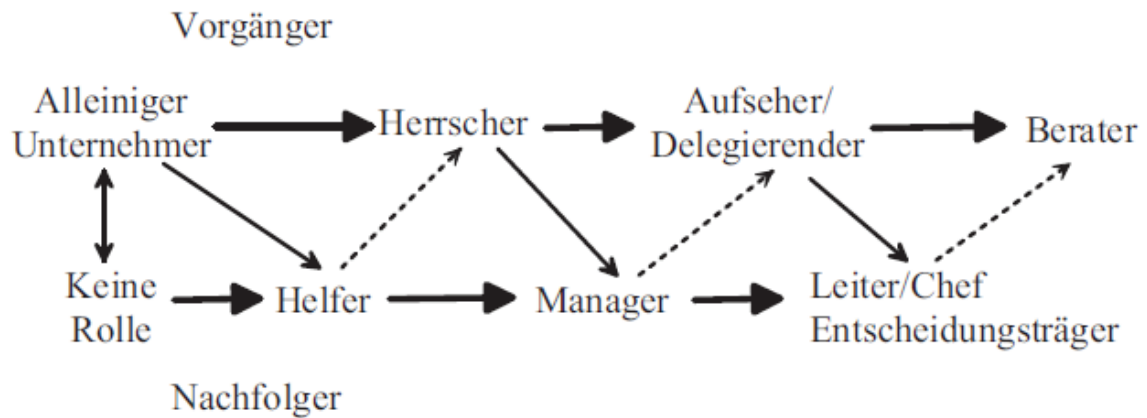 Vorgänger
Alleiniger
Unternehmer
Herrscher
Aufseher/
Delegierender
Berater
Keine
Rolle
Helfer
Manager
Leiter/Chef
Entscheidungsträger
Nachfolger